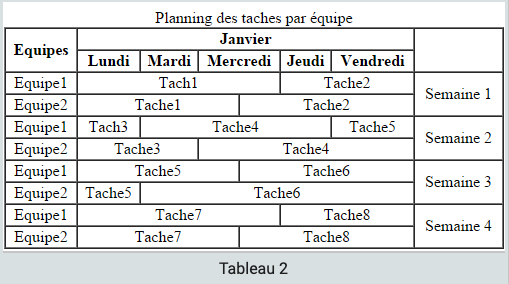 Planning des taches par équipe
Equipes Janvier
Lundi Mardi Mercredi Jeudi Vendredi
Equipe1 Tach1 Tache2 Semaine 1
Equipe2 Tache1 Tache2
Equipe1 Tach3 Tache4 Tache5 Semaine 2
Equipe2 Tache3 Tache4
Equipe1 Tache5 Tache6 Semaine 3
Equipe2 Tache5 Tache6
Equipe1 Tache7 Tache8 Semaine 4
Equipe2 Tache7 Tache8
Tableau 2